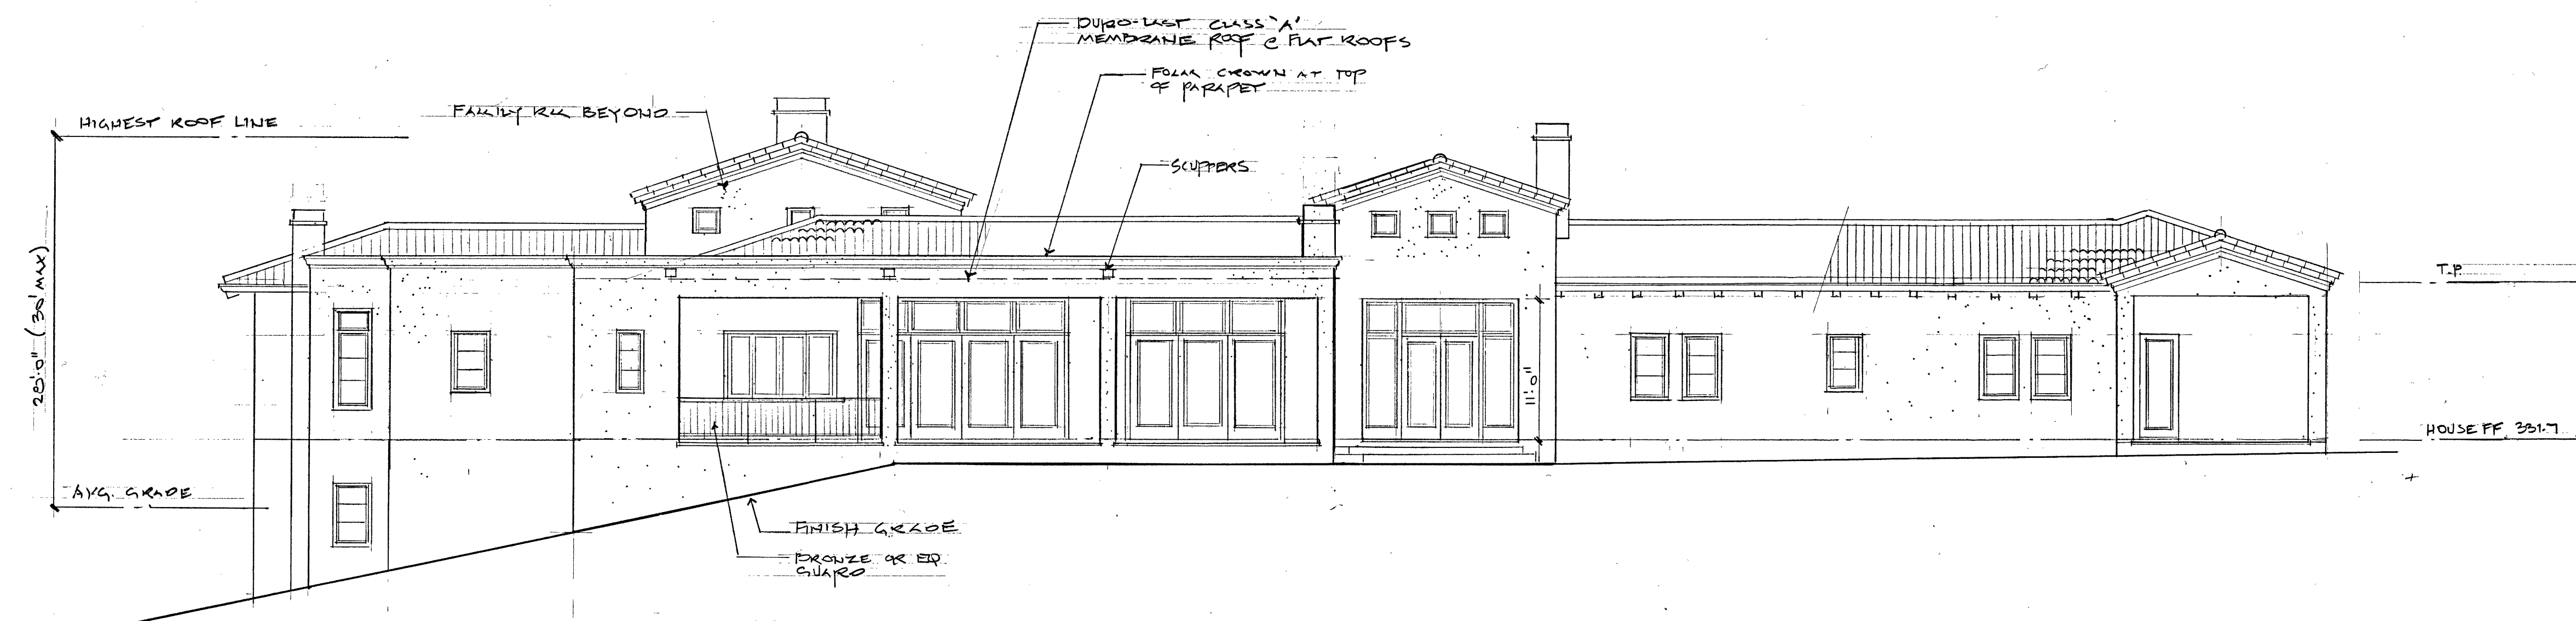 DURO-LAST CLASS 'A'
MEMBRANE ROOF @ FLAT ROOFS
FOAM CROWN AT TOP
OF PARAPET
FAMILY RM BEYOND
HIGHEST ROOF LINE
SCUPPERS
28'-0" (30' MAX)
T.P.
11'-0"
HOUSE FF. 331.7
AVG. GRADE
FINISH GRADE
BRONZE OR EQ
GUARD